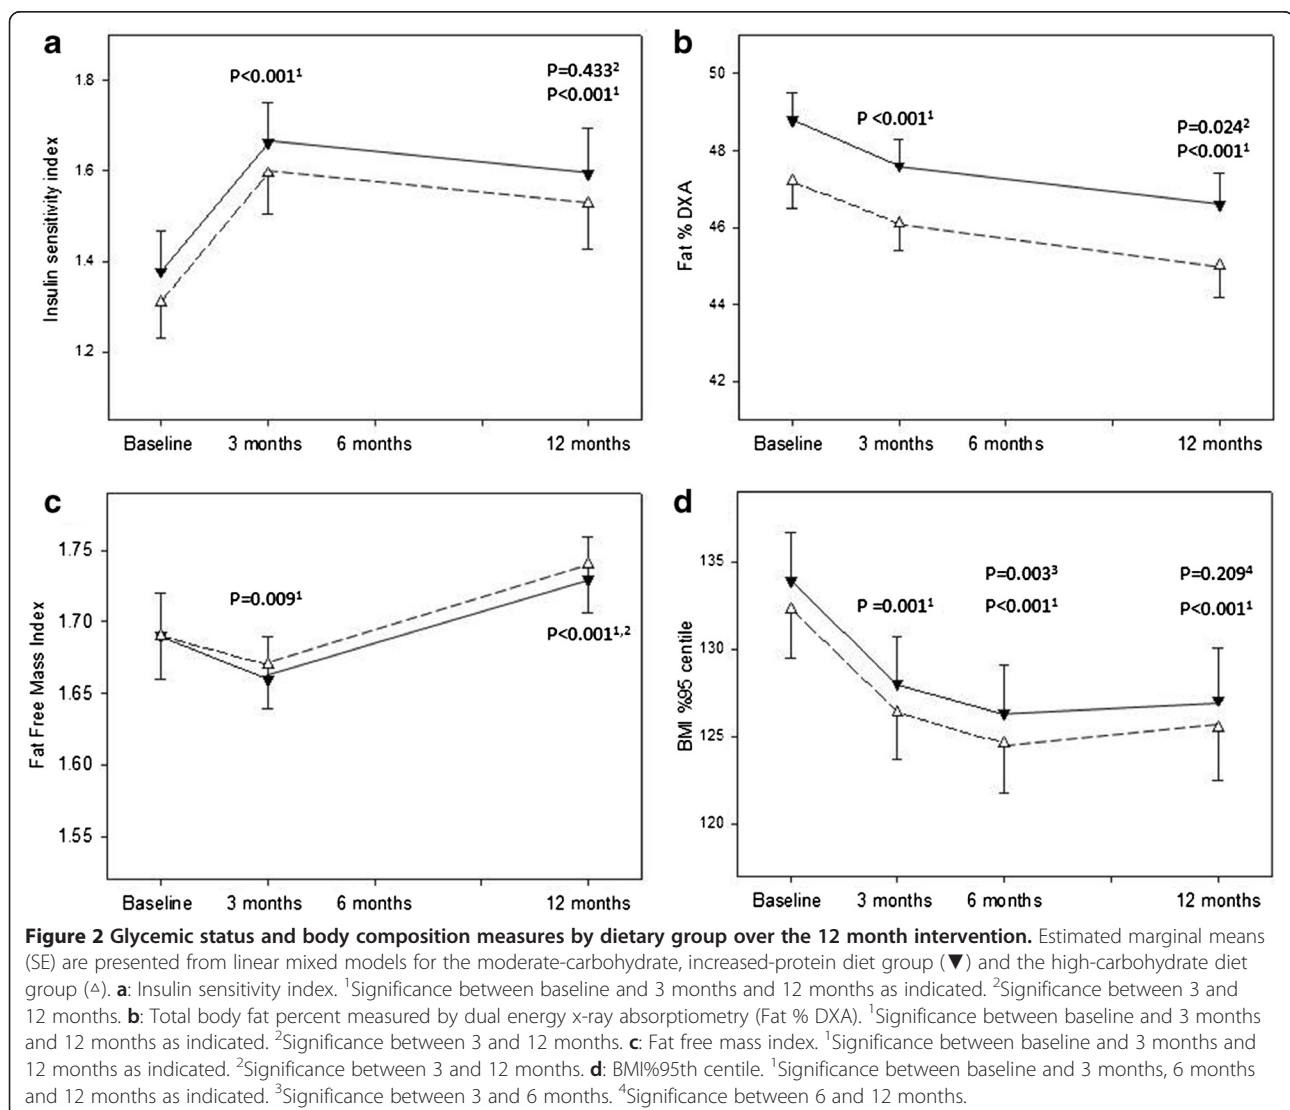 a
Insulin sensitivity index
1.8
1.6
1.4
1.2
P<0.001¹
P=0.433²
P<0.001¹
Baseline 3 months 6 months 12 months
b
Fat % DXA
50
48
46
44
42
P <0.001¹
P=0.024²
P<0.001¹
Baseline 3 months 6 months 12 months
c
Fat Free Mass Index
1.75
1.70
1.65
1.60
1.55
P=0.009¹
P<0.001¹,²
Baseline 3 months 6 months 12 months
d
BMI %95 centile
135
130
125
120
P =0.001¹
P=0.003³
P<0.001¹
P=0.209⁴
P<0.001¹
Baseline 3 months 6 months 12 months
Figure 2 Glycemic status and body composition measures by dietary group over the 12 month intervention. Estimated marginal means
(SE) are presented from linear mixed models for the moderate-carbohydrate, increased-protein diet group (▼) and the high-carbohydrate diet
group (△). a: Insulin sensitivity index. ¹Significance between baseline and 3 months and 12 months as indicated. ²Significance between 3 and
12 months. b: Total body fat percent measured by dual energy x-ray absorptiometry (Fat % DXA). ¹Significance between baseline and 3 months
and 12 months as indicated. ²Significance between 3 and 12 months. c: Fat free mass index. ¹Significance between baseline and 3 months and
12 months as indicated. ²Significance between 3 and 12 months. d: BMI%95th centile. ¹Significance between baseline and 3 months, 6 months
and 12 months as indicated. ³Significance between 3 and 6 months. ⁴Significance between 6 and 12 months.